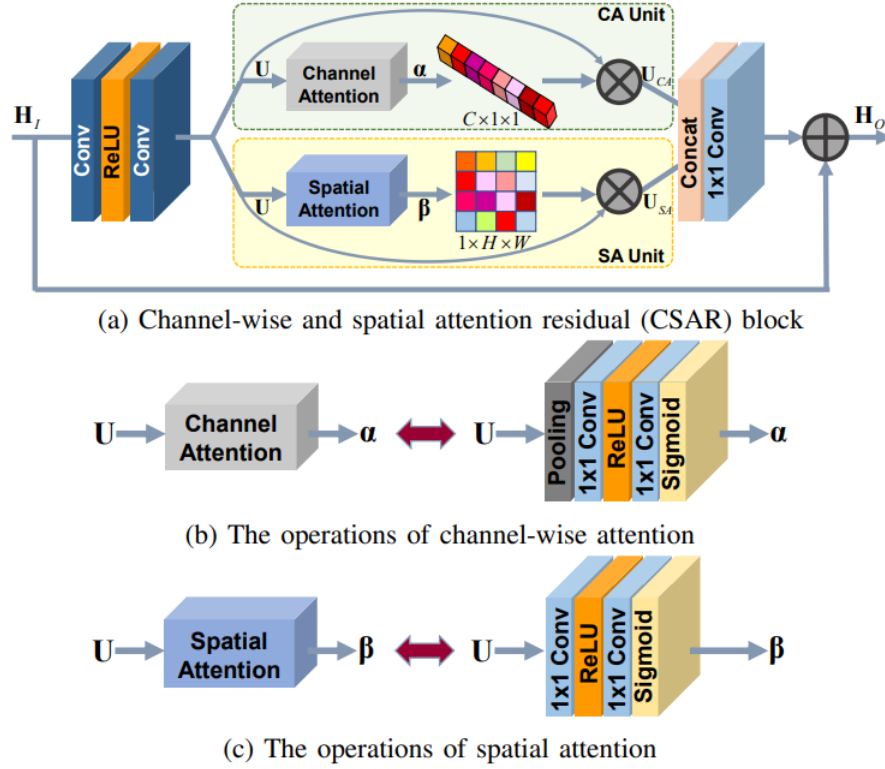 CA Unit
U
Channel
Attention
α
C×1×1
U_CA
H_I
Conv
ReLU
Conv
Concat
1x1 Conv
H_O
U
Spatial
Attention
β
1×H×W
U_SA
SA Unit
(a) Channel-wise and spatial attention residual (CSAR) block
U
Channel
Attention
α
U
Pooling
1x1 Conv
ReLU
1x1 Conv
Sigmoid
α
(b) The operations of channel-wise attention
U
Spatial
Attention
β
U
1x1 Conv
ReLU
1x1 Conv
Sigmoid
β
(c) The operations of spatial attention